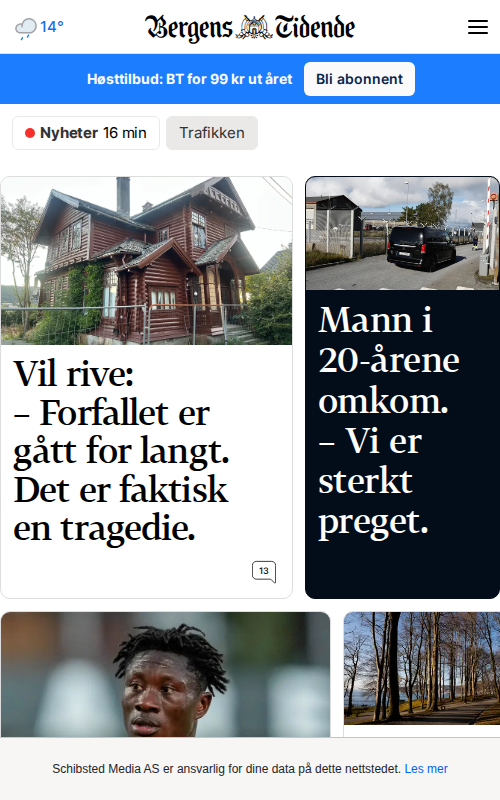 14°
Bergens Tidende
Høsttilbud: BT for 99 kr ut året
Bli abonnent
Nyheter 16 min
Trafikken
Vil rive:
– Forfallet er
gått for langt.
Det er faktisk
en tragedie.
13
Mann i
20-årene
omkom.
– Vi er
sterkt
preget.
Schibsted Media AS er ansvarlig for dine data på dette nettstedet. Les mer